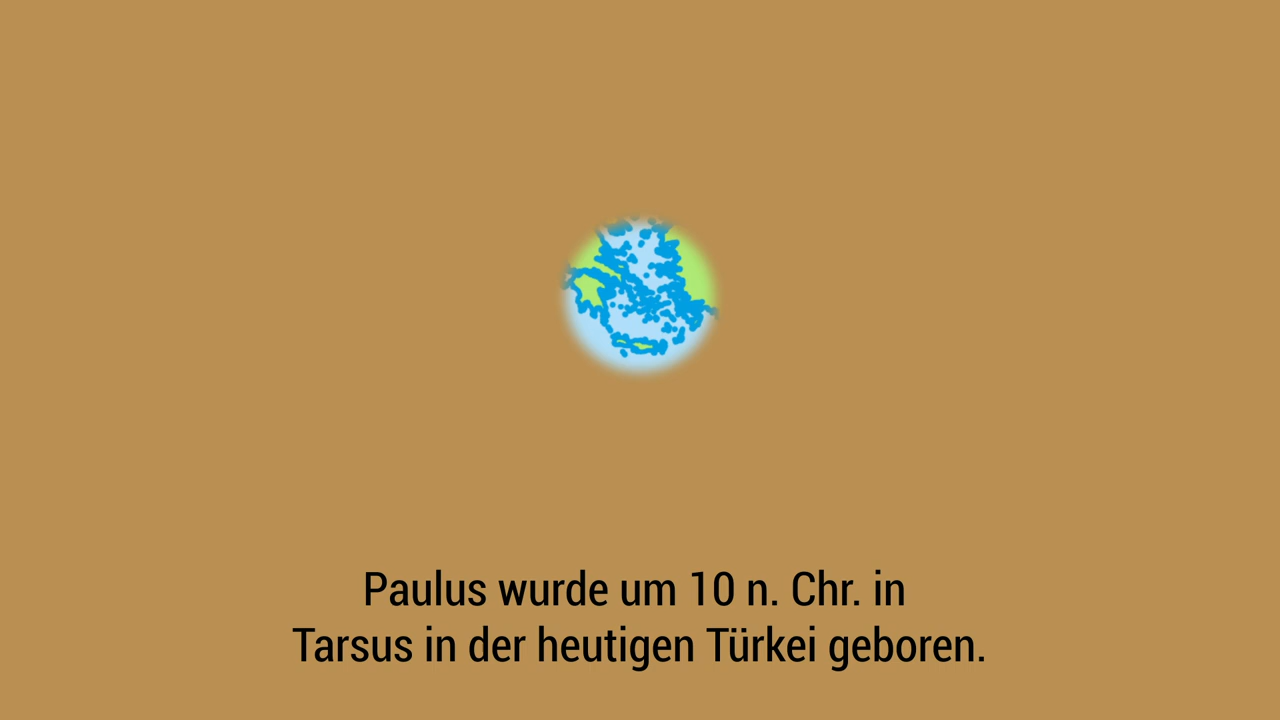 Paulus wurde um 10 n. Chr. in
Tarsus in der heutigen Türkei geboren.